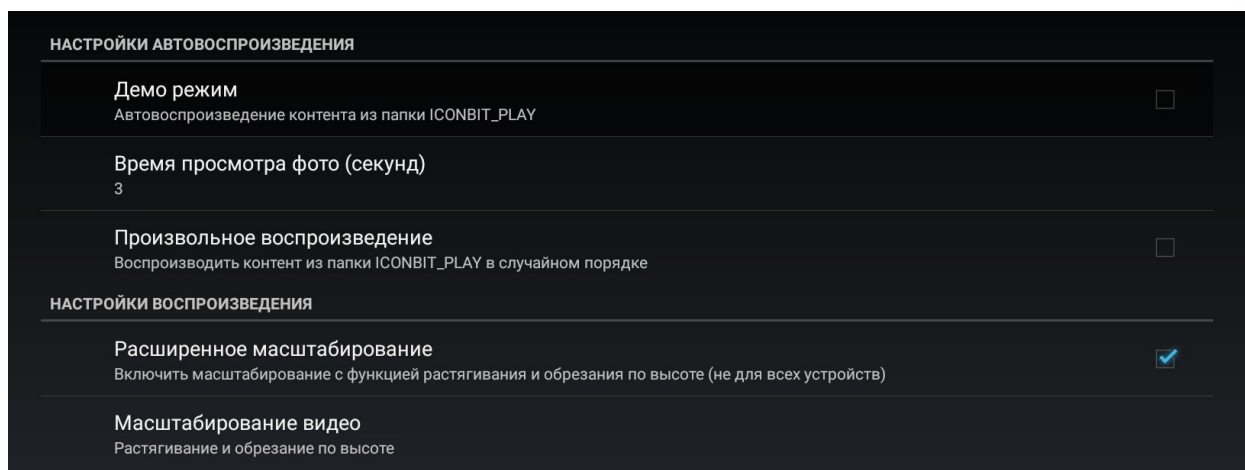 НАСТРОЙКИ АВТОВОСПРОИЗВЕДЕНИЯ
Демо режим
Автовоспроизведение контента из папки ICONBIT_PLAY
Время просмотра фото (секунд)
3
Произвольное воспроизведение
Воспроизводить контент из папки ICONBIT_PLAY в случайном порядке
НАСТРОЙКИ ВОСПРОИЗВЕДЕНИЯ
Расширенное масштабирование
Включить масштабирование с функцией растягивания и обрезания по высоте (не для всех устройств)
Масштабирование видео
Растягивание и обрезание по высоте